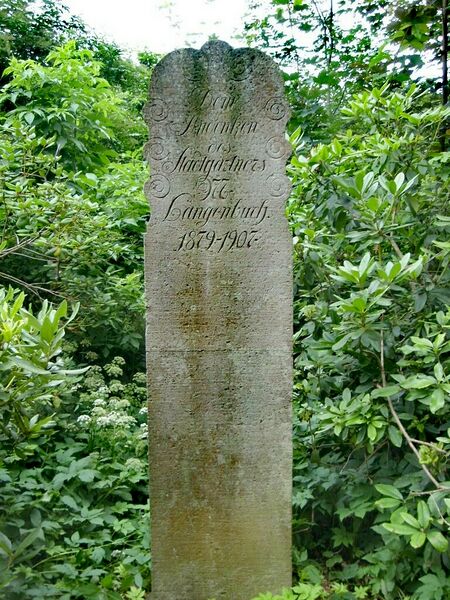 Dem
Andenken
des
Stadtgärtners
Langenbuch.
1879-1907.